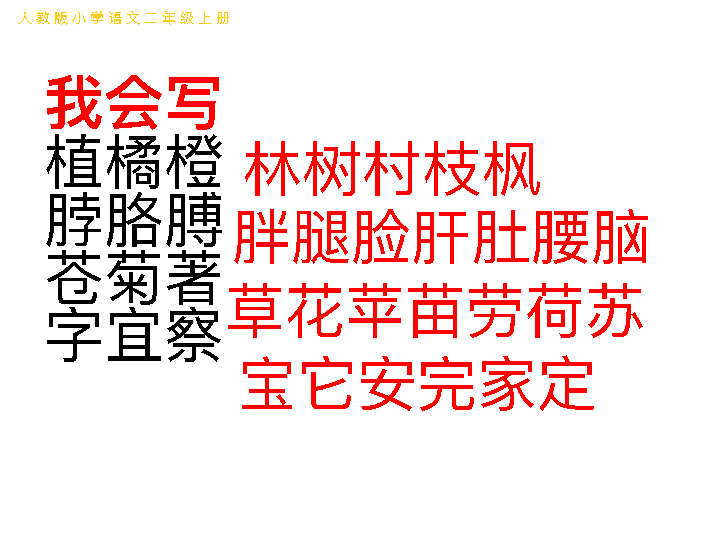 人教版小学语文二年级上册
我会写
植橘橙
林树村枝枫
脖胳膊
胖腿脸肝肚腰脑
苍菊著
草花苹苗劳荷苏
字宜察
宝它安完家定